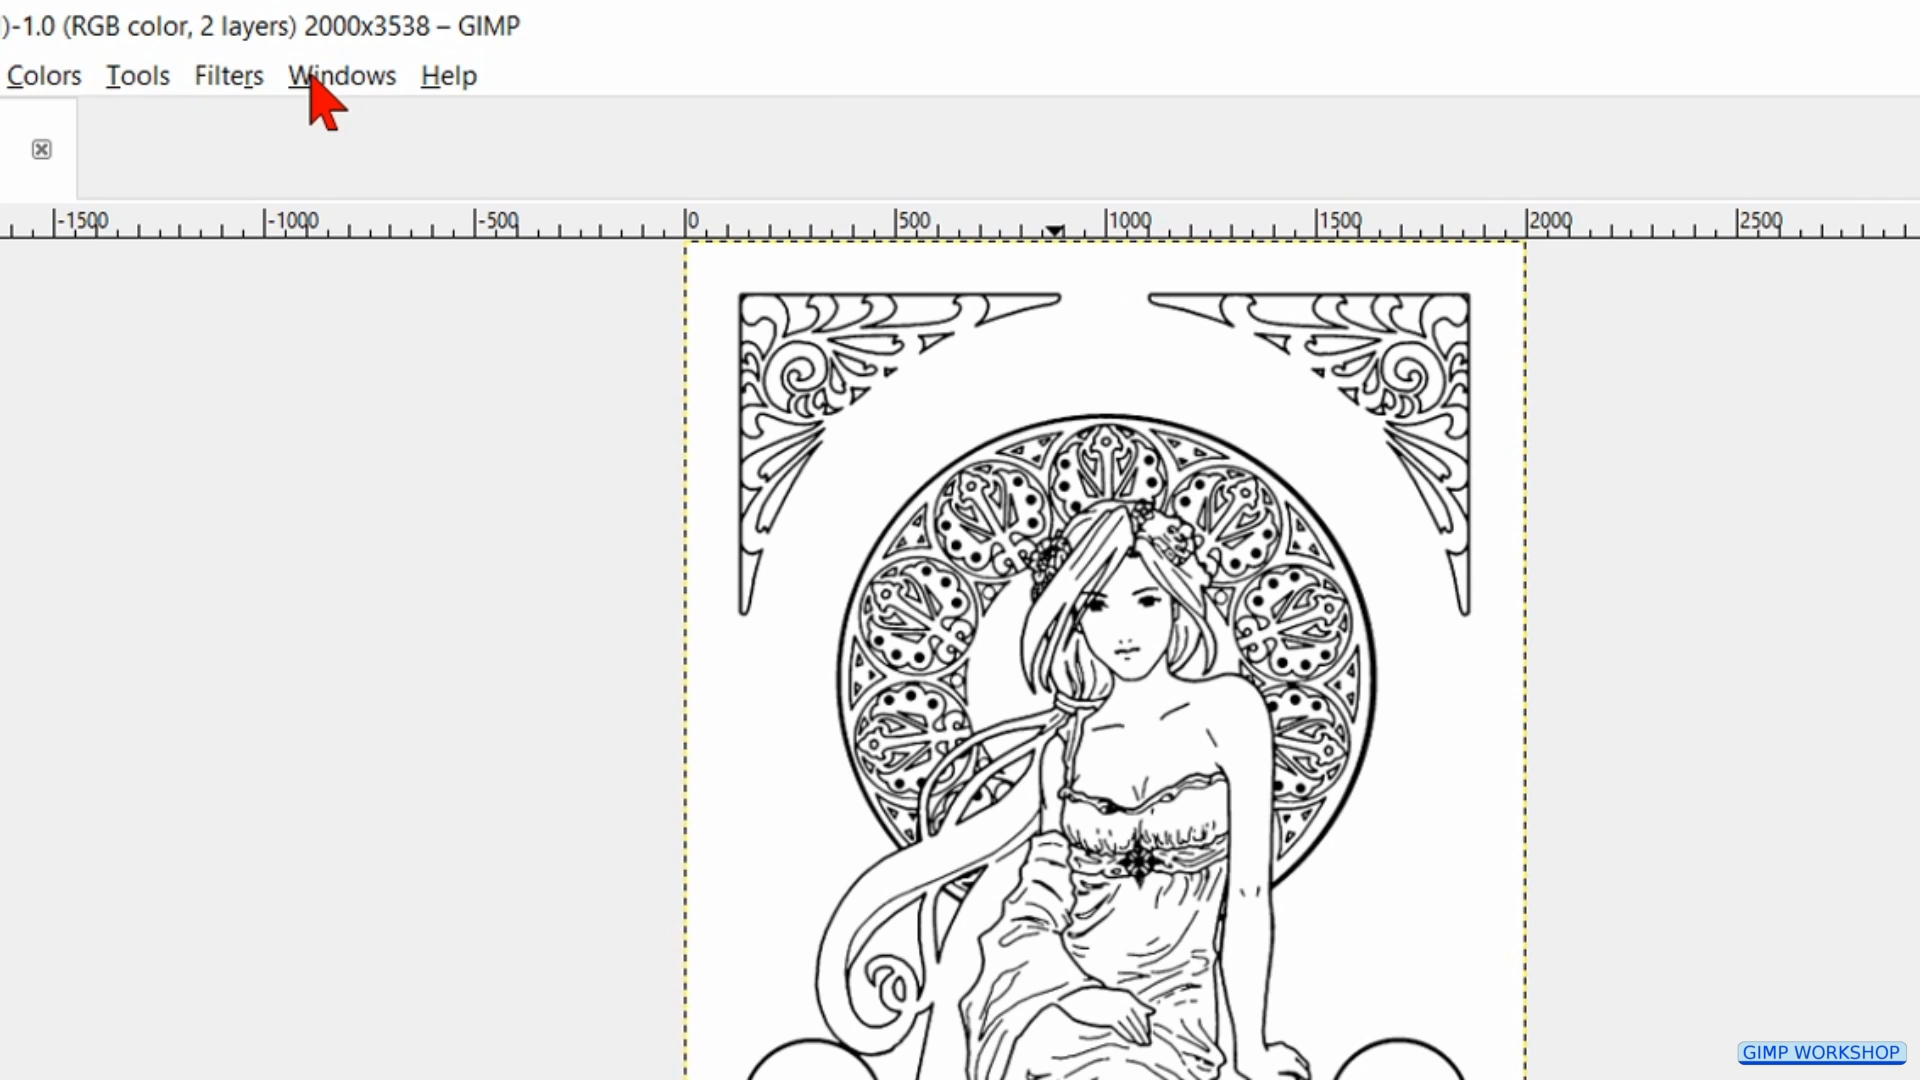 )-1.0 (RGB color, 2 layers) 2000x3538 – GIMP
Colors Tools Filters Windows Help
-1500 -1000 -500 0 500 1000 1500 2000 2500
GIMP WORKSHOP